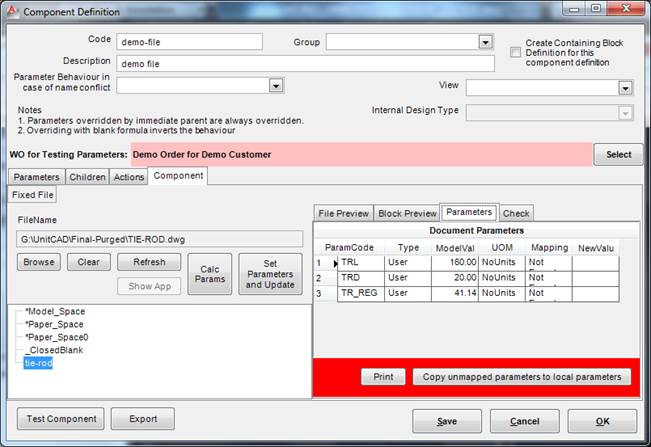 Component Definition
Code demo-file Group Create Containing Block
Definition for this
component definition
Description demo file
Parameter Behaviour in
case of name conflict
View
Notes
1. Parameters overridden by immediate parent are always overridden.
2. Overriding with blank formula inverts the behaviour
Internal Design Type
WO for Testing Parameters: Demo Order for Demo Customer Select
Parameters Children Actions Component
Fixed File
FileName
G:\UnitCAD\Final-Purged\TIE-ROD.dwg
Browse Clear Refresh Calc
Params Set
Parameters
and Update
Show App
*Model_Space
*Paper_Space
*Paper_Space0
_ClosedBlank
tie-rod
File Preview Block Preview Parameters Check
Document Parameters
ParamCode Type ModelVal UOM Mapping NewValu
1 TRL User 160.00 NoUnits Not
2 TRD User 20.00 NoUnits Not
3 TR_REG User 41.14 NoUnits Not
Print Copy unmapped parameters to local parameters
Test Component Export Save Cancel OK